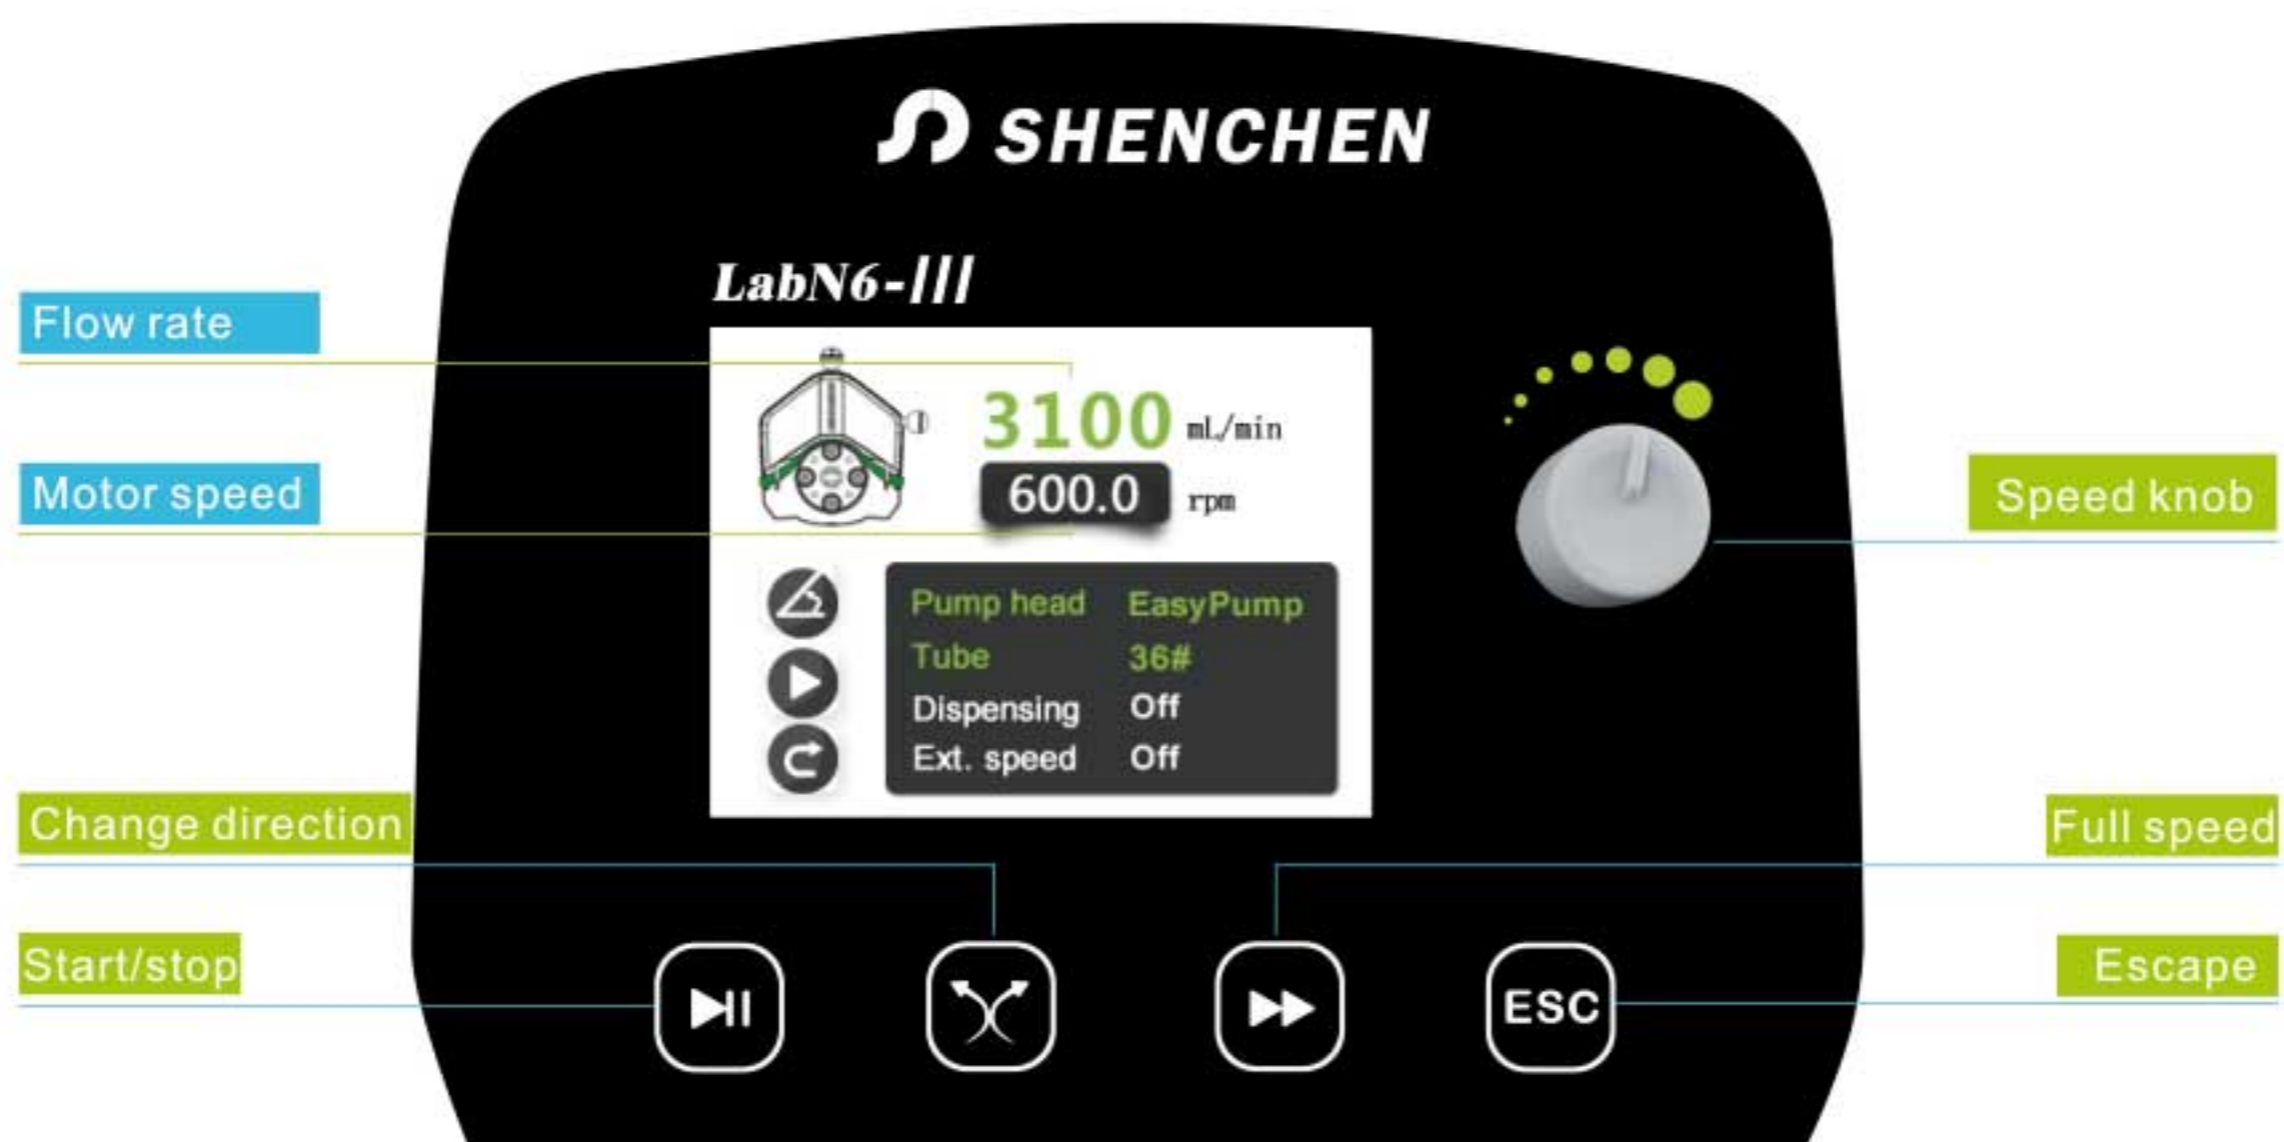 SHENCHEN
LabN6-III
Flow rate
3100 mL/min
Motor speed
600.0 rpm
Speed knob
Pump head EasyPump
Tube 36#
Dispensing Off
Ext. speed Off
Change direction
Full speed
Start/stop
Escape
ESC